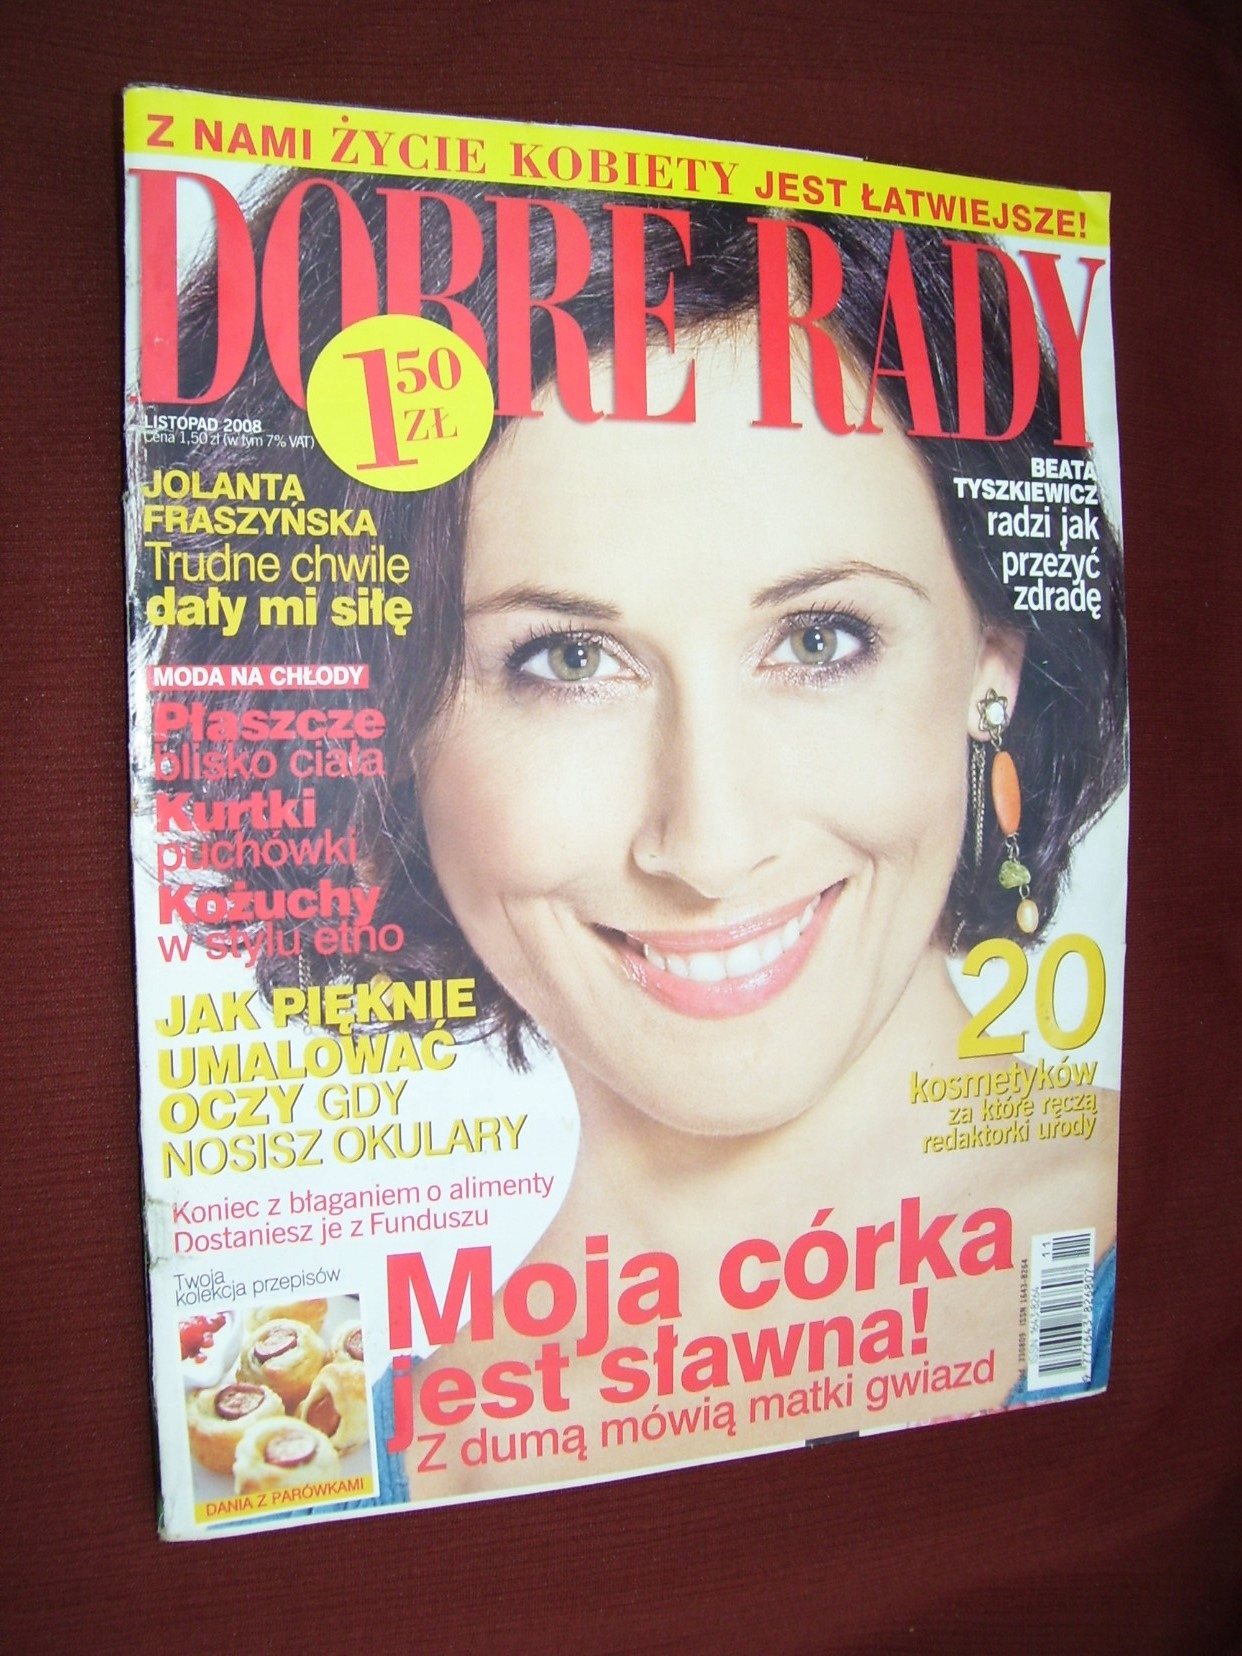 Z NAMI ŻYCIE KOBIETY JEST ŁATWIEJSZE!
DOBRE RADY
1 50 ZŁ
LISTOPAD 2008
Cena 1,50 zł (w tym 7% VAT)
JOLANTA
FRASZYŃSKA
Trudne chwile
dały mi siłę
BEATA
TYSZKIEWICZ
radzi jak
przeżyć
zdradę
MODA NA CHŁODY
Płaszcze
blisko ciała
Kurtki
puchówki
Kożuchy
w stylu etno
JAK PIĘKNIE
UMALOWAĆ
OCZY GDY
NOSISZ OKULARY
20
kosmetyków
za które ręczą
redaktorki urody
Koniec z błaganiem o alimenty
Dostaniesz je z Funduszu
Twoja
kolekcja przepisów
DANIA Z PARÓWKAMI
Moja córka
jest sławna!
Z dumą mówią matki gwiazd
ISSN 1643-8264
11